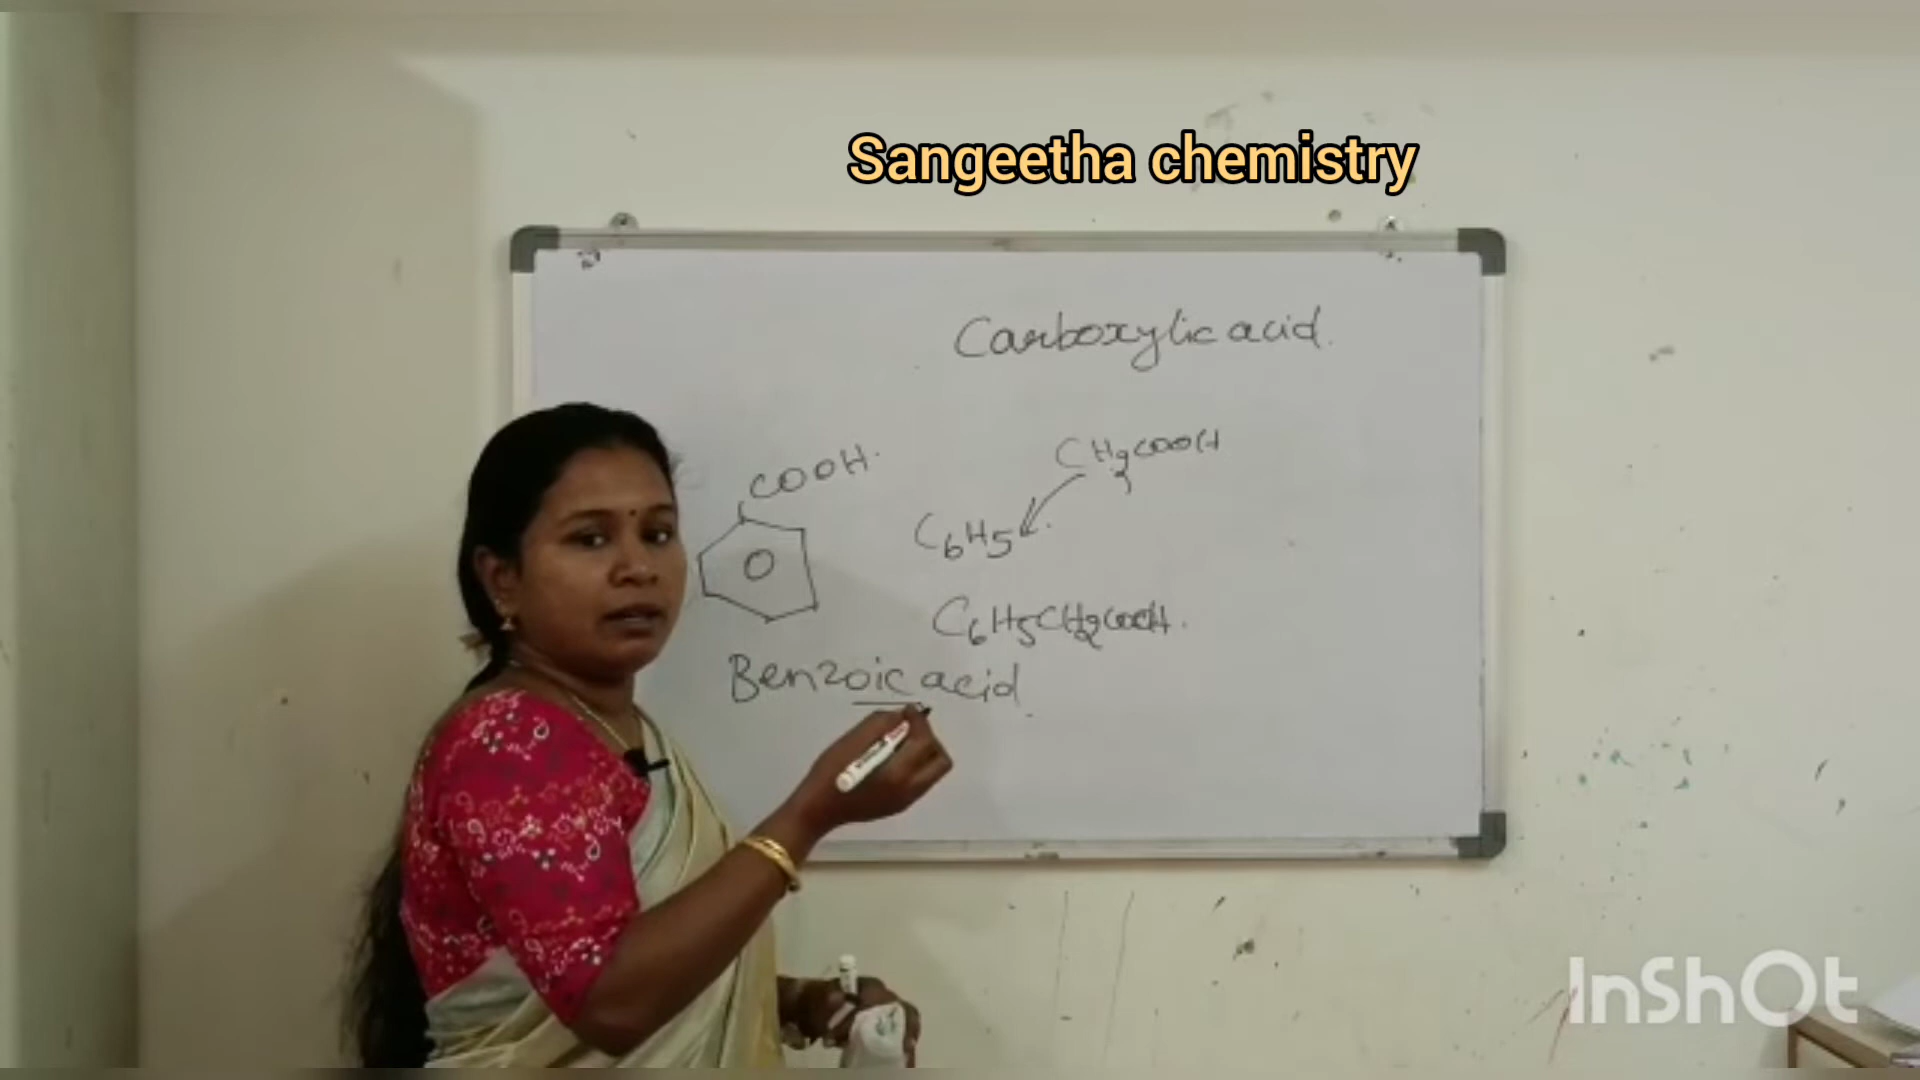 Sangeetha chemistry
Carboxylic acid.
COOH.
CH3COOH
C6H5
C6H5CH2COOH.
Benzoic acid
InShOt